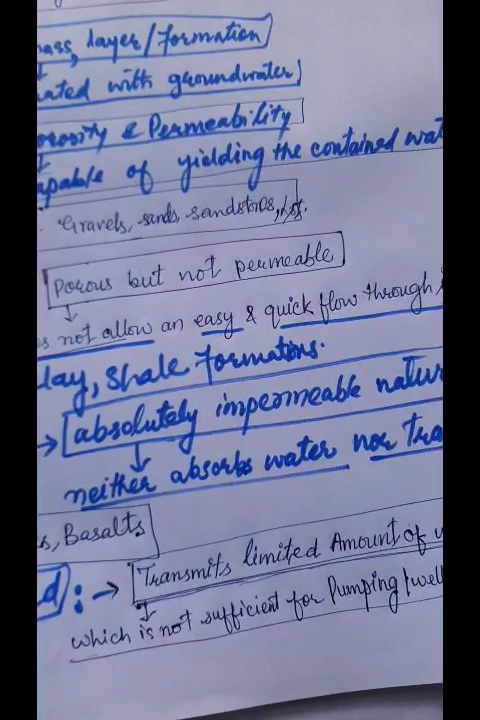 ass, layer/formation
ated with groundwater
orosity & Permeability
apable of yielding the contained wat
Gravels, sands, sandstones, Lst.
Porous but not permeable
s not allow an easy & quick flow through
lay, Shale formations.
absolutely impermeable natur
neither absorbs water nor Tra
s, Basalts
d : → Transmits limited Amount of
which is not sufficient for Pumping/well